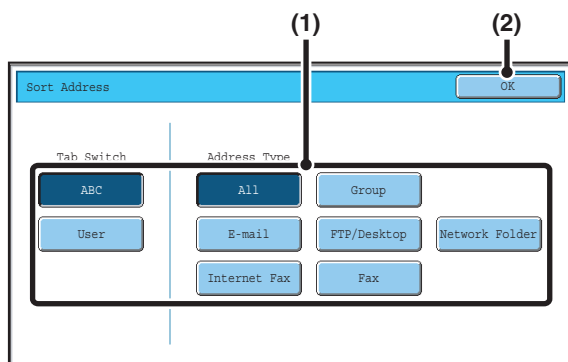 (1) (2)
Sort Address OK
Tab Switch Address Type
ABC All Group
User E-mail FTP/Desktop Network Folder
Internet Fax Fax